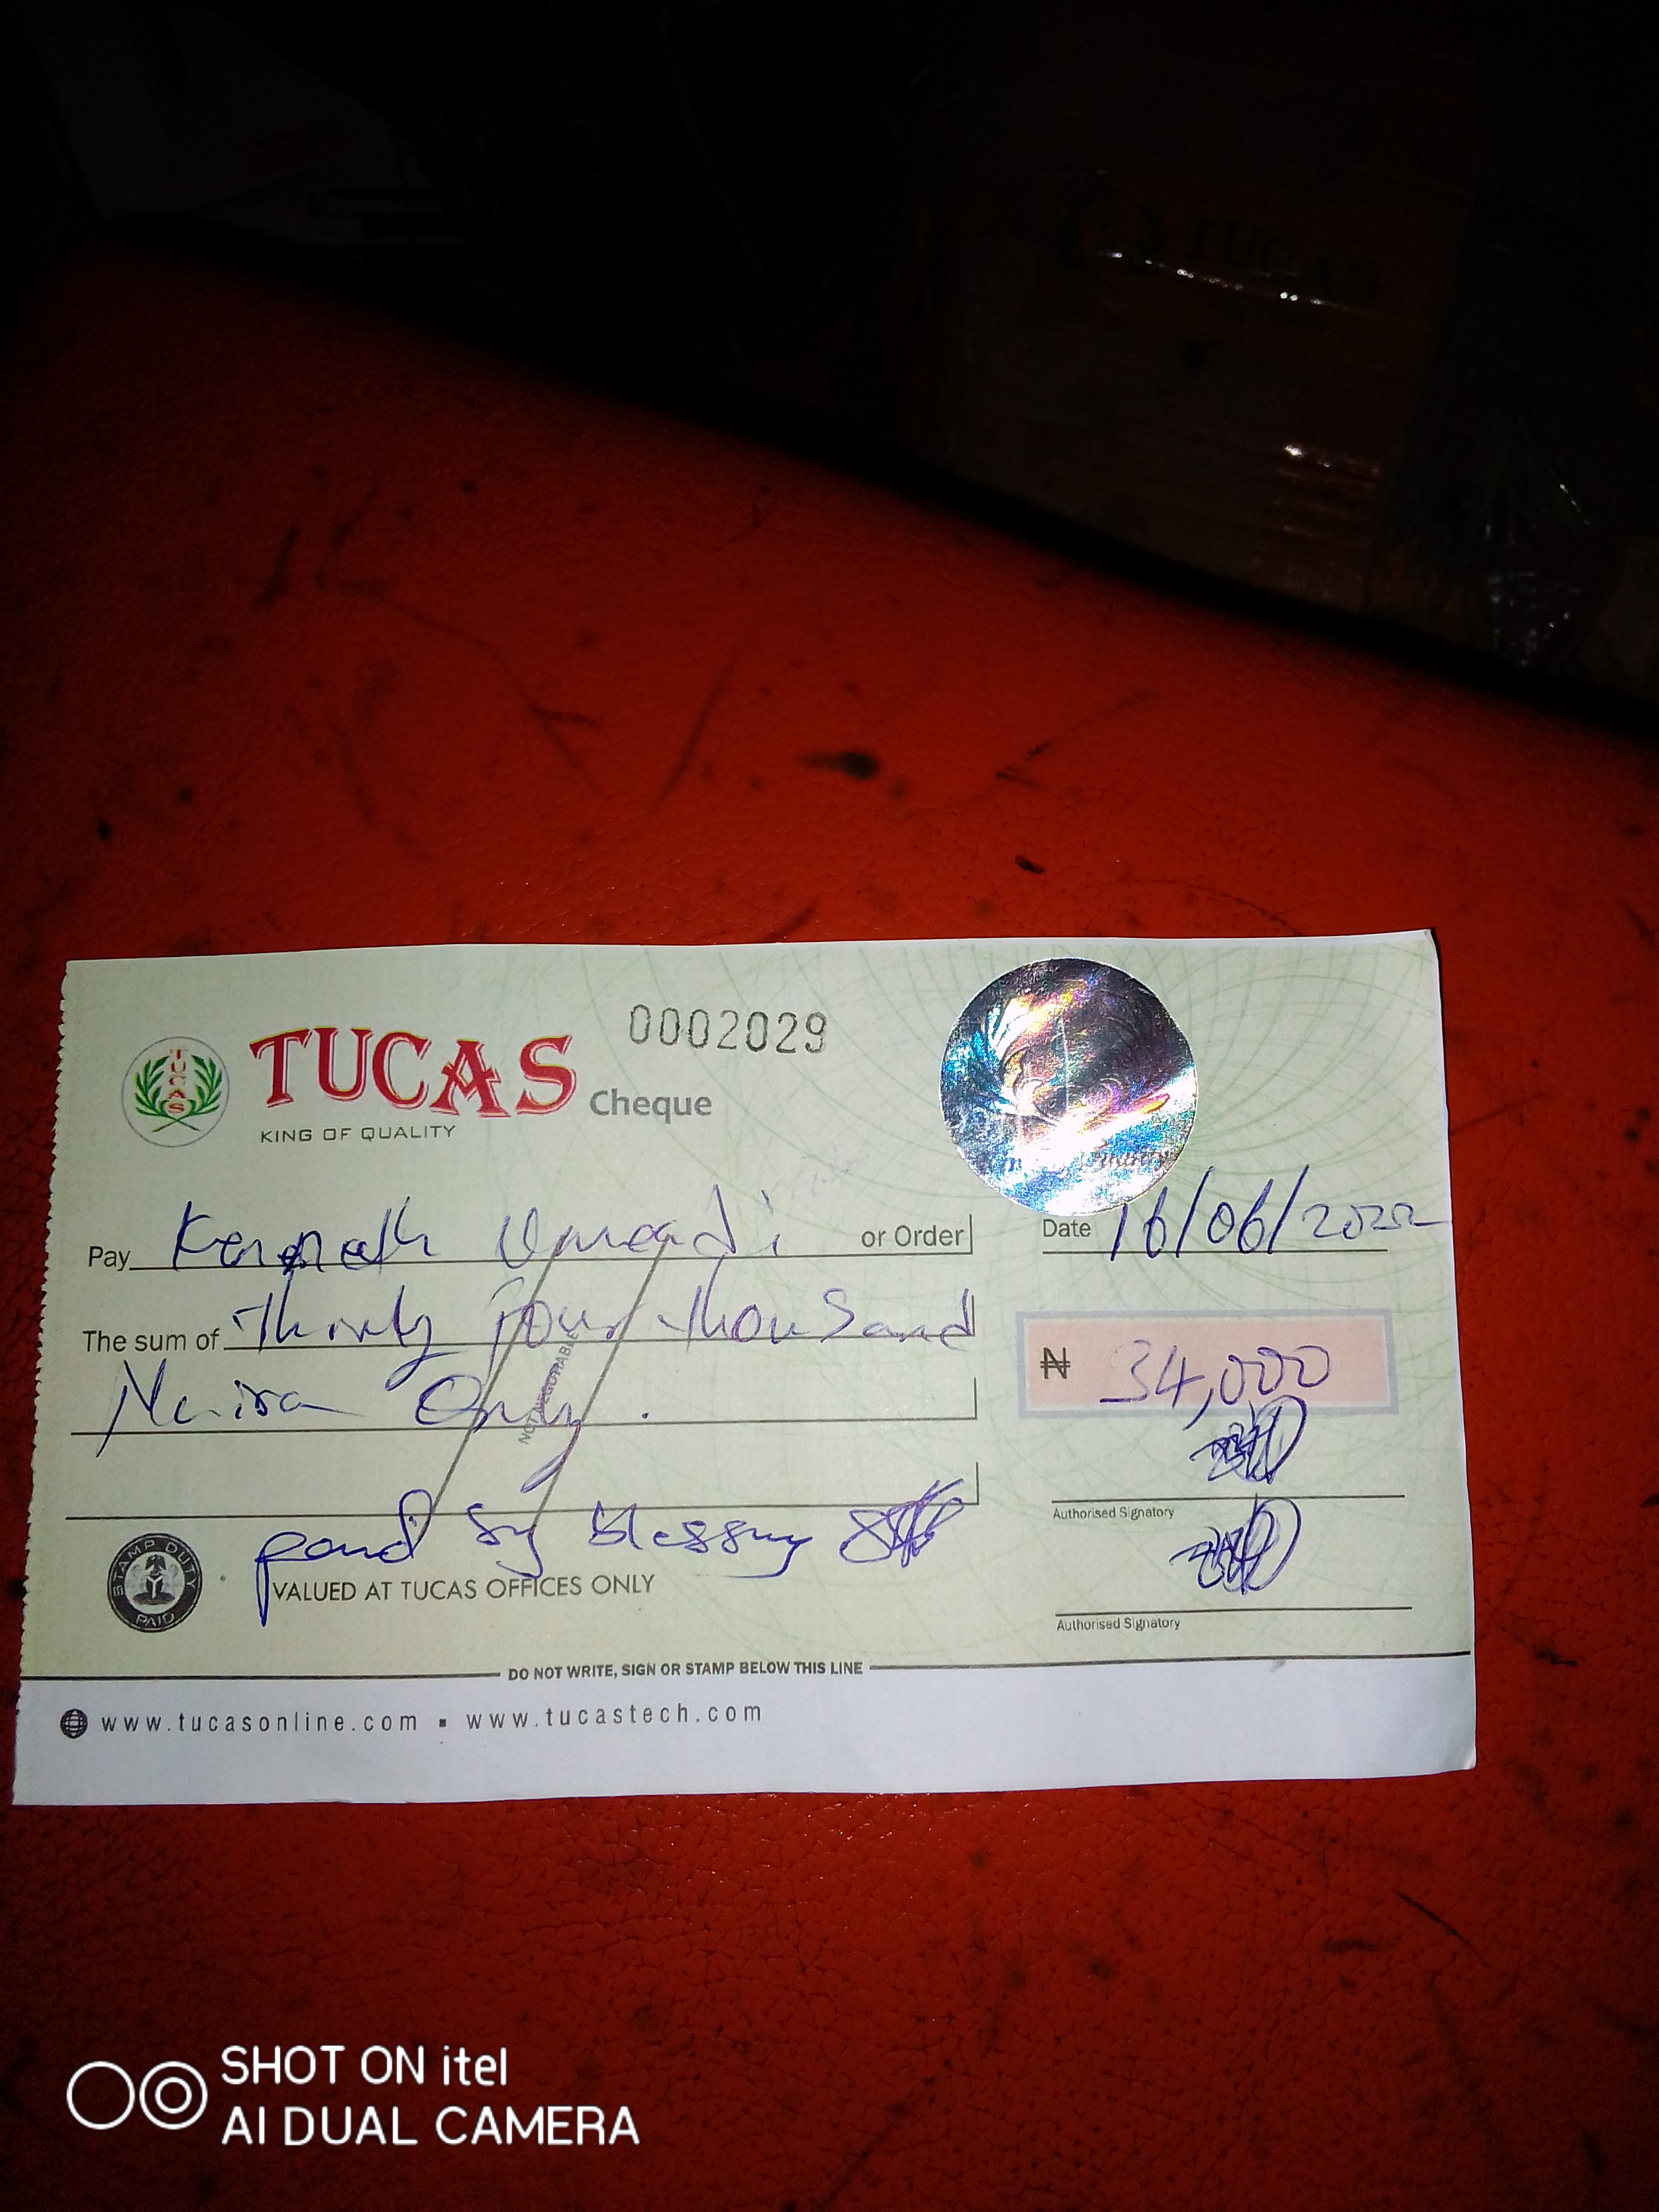 TUCAS
TUCAS
0002029
TUCAS Cheque
KING OF QUALITY
Pay Kenneth or Order
Date 16/06/2022
The sum of Thirty four thousand
Naira Only.
₦ 34,000
NOT NEGOTIABLE
Authorised Signatory
paid by blessing
STAMP DUTY
PAID
VALUED AT TUCAS OFFICES ONLY
Authorised Signatory
DO NOT WRITE, SIGN OR STAMP BELOW THIS LINE
www.tucasonline.com ▪ www.tucastech.com
SHOT ON itel
AI DUAL CAMERA